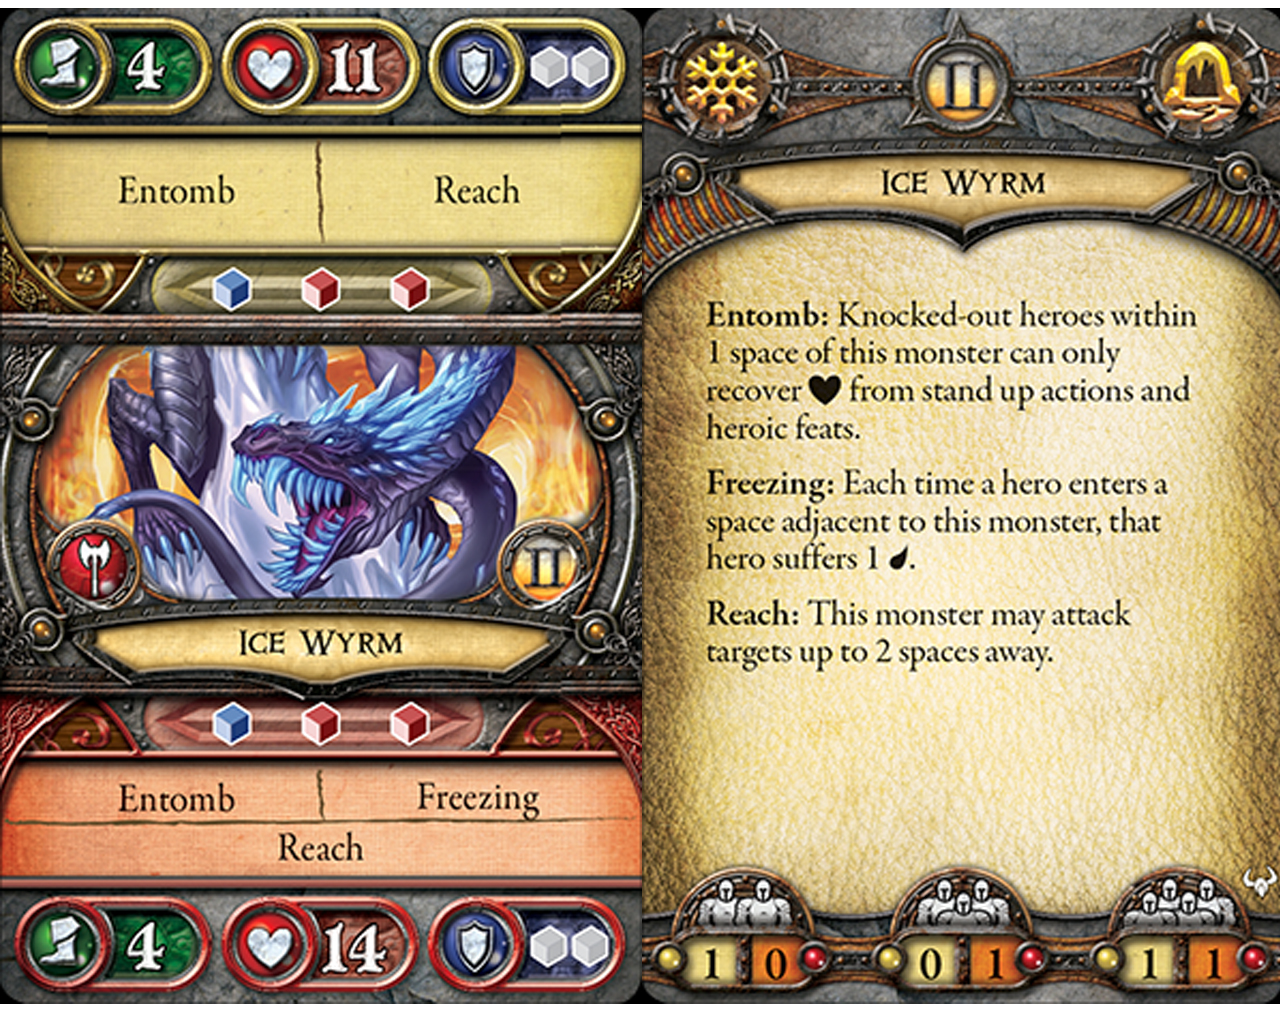 4 11
Entomb Reach
II
ICE WYRM
Entomb Freezing
Reach
4 14
II
ICE WYRM
Entomb: Knocked-out heroes within
1 space of this monster can only
recover from stand up actions and
heroic feats.
Freezing: Each time a hero enters a
space adjacent to this monster, that
hero suffers 1 .
Reach: This monster may attack
targets up to 2 spaces away.
1 0 0 1 1 1